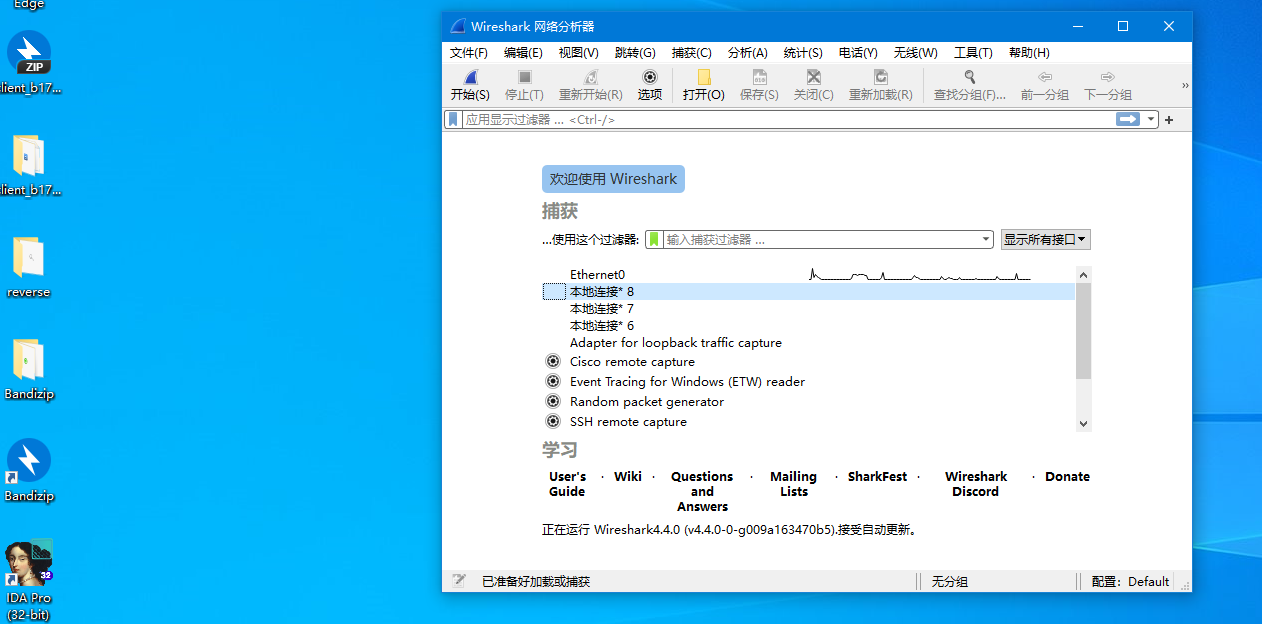 Edge
ZIP
lient_b17...
lient_b17...
reverse
Bandizip
Bandizip
32
IDA Pro
(32-bit)
Wireshark 网络分析器
文件(F) 编辑(E) 视图(V) 跳转(G) 捕获(C) 分析(A) 统计(S) 电话(Y) 无线(W) 工具(T) 帮助(H)
开始(S) 停止(T) 重新开始(R) 选项 打开(O) 保存(S) 关闭(C) 重新加载(R) 查找分组(F)... 前一分组 下一分组 »
应用显示过滤器 … <Ctrl-/> +
欢迎使用 Wireshark
捕获
…使用这个过滤器: 输入捕获过滤器 … 显示所有接口
Ethernet0
本地连接* 8
本地连接* 7
本地连接* 6
Adapter for loopback traffic capture
Cisco remote capture
Event Tracing for Windows (ETW) reader
Random packet generator
SSH remote capture
学习
User's Guide · Wiki · Questions and Answers · Mailing Lists · SharkFest · Wireshark Discord · Donate
正在运行 Wireshark4.4.0 (v4.4.0-0-g009a163470b5).接受自动更新。
已准备好加载或捕获 无分组 配置: Default